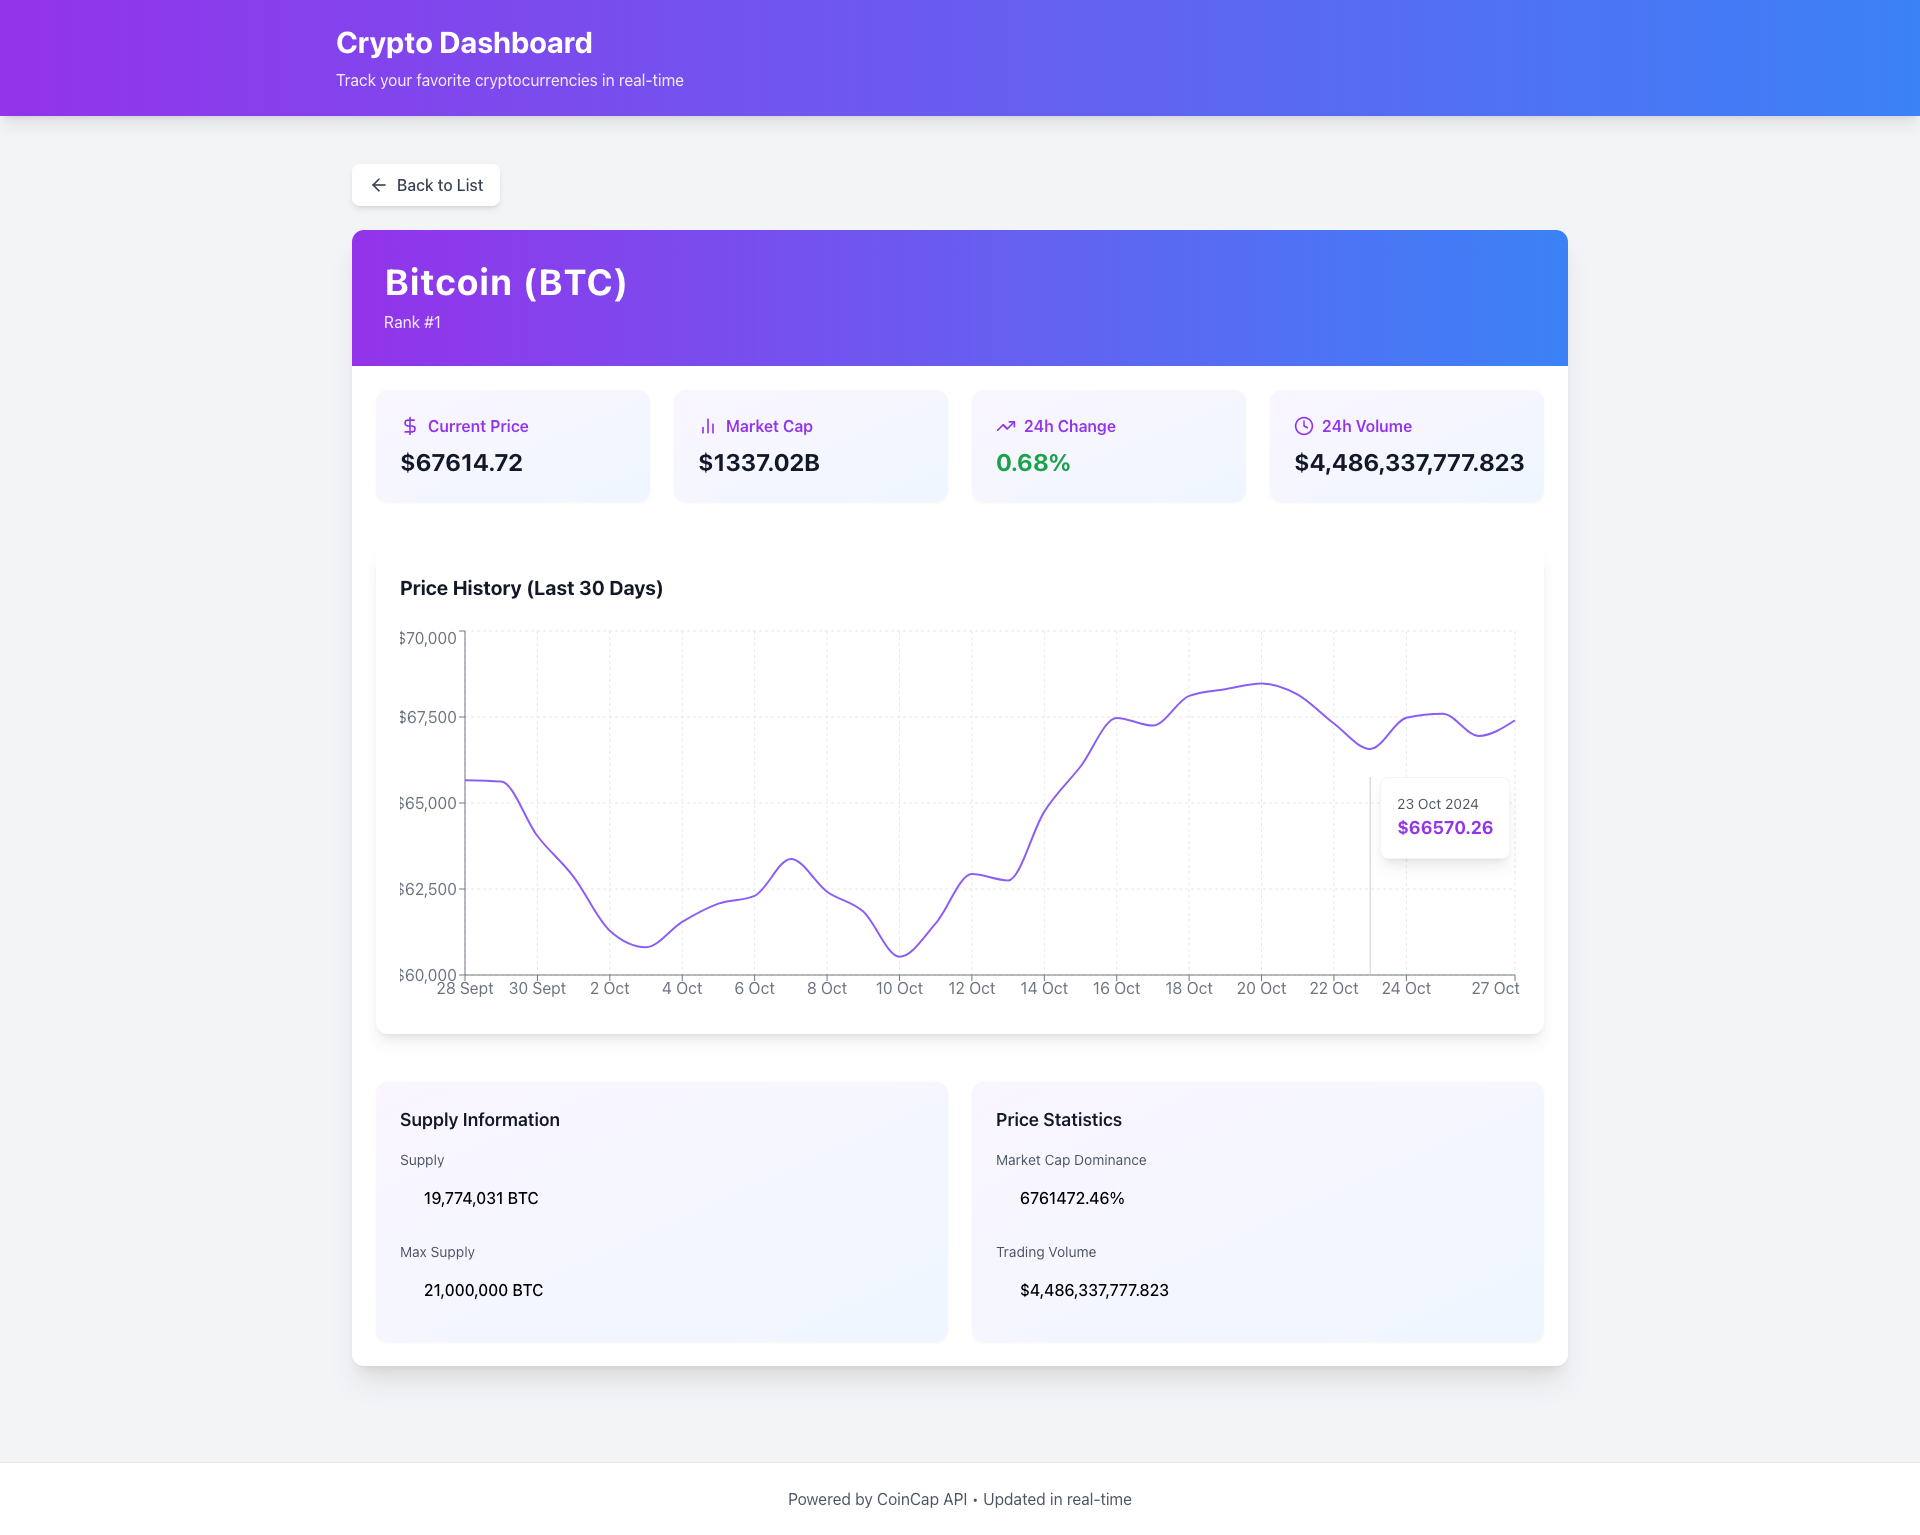 Crypto Dashboard
Track your favorite cryptocurrencies in real-time
Back to List
Bitcoin (BTC)
Rank #1
Current Price
$67614.72
Market Cap
$1337.02B
24h Change
0.68%
24h Volume
$4,486,337,777.823
Price History (Last 30 Days)
$70,000
$67,500
$65,000
$62,500
$60,000
23 Oct 2024
$66570.26
28 Sept 30 Sept 2 Oct 4 Oct 6 Oct 8 Oct 10 Oct 12 Oct 14 Oct 16 Oct 18 Oct 20 Oct 22 Oct 24 Oct 27 Oct
Supply Information
Supply
19,774,031 BTC
Max Supply
21,000,000 BTC
Price Statistics
Market Cap Dominance
6761472.46%
Trading Volume
$4,486,337,777.823
Powered by CoinCap API • Updated in real-time